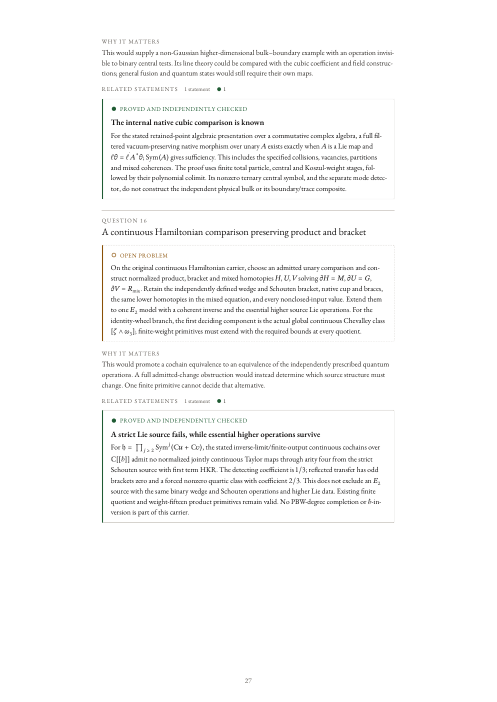 WHY IT MATTERS
This would supply a non-Gaussian higher-dimensional bulk–boundary example with an operation invisi-
ble to binary central tests. Its line theory could be compared with the cubic coefficient and field construc-
tions; general fusion and quantum states would still require their own maps.
RELATED STATEMENTS 1 imminent ● 1
● PROVED AND INDEPENDENTLY CHECKED
The internal native cubic comparison is known
For the stated retained-point algebraic presentation over a commutative complex algebra, a full fil-
tered vacuum-preserving native morphism over unary A exists exactly when A is a Lie map and
gives sufficiency. This includes the specified collisions, vacancies, partitions
and mixed coherences. The proof uses finite total-parity, central and Koszul-weight stages, fol-
lowed by their polynomial colimit. Its nonzero ternary central symbol, and the separate mode detec-
tor, do not construct the independent physical bulk or its boundary/trace composite.
QUESTION 16
A continuous Hamiltonian comparison preserving product and bracket
OPEN PROBLEM
On the original continuous Hamiltonian carrier, choose an admitted unary comparison and con-
struct normalized product, bracket and mixed homotopies H, U, V solving ∂H = M, ∂U = G,
∂V = Rₘᵢₓ. Retain the independently defined wedge and Schouten bracket, native cup and braces,
the same lower homotopies in the mixed equation, and every nonclosed-input value. Extend them
to one E₂ model with a coherent inverse and the essential higher source Lie operations. For the
identity-wheel branch, the first deciding component is the actual global continuous Chevalley class
finite-weight primitives must extend with the required bounds at every quotient.
WHY IT MATTERS
This would promote a cochain equivalence to an equivalence of the independently prescribed quantum
operations. A full admitted-change obstruction would instead determine which source structure must
change. One finite primitive cannot decide that alternative.
RELATED STATEMENTS 1 imminent ● 1
● PROVED AND INDEPENDENTLY CHECKED
A strict Lie source fails, while essential higher operations survive
For 𝔥 = ∏ⱼ≥₂ Symʲ(Cu + Cv), the stated inverse-limit/finite-output continuous cochains over
C[[ℏ]] admit no normalized jointly continuous Taylor maps through arity four from the strict
Schouten source with first term HKR. The detecting coefficient is 1/3; reflected transfer has odd
brackets zero and a forced nonzero quartic class with coefficient 2/3. This does not exclude an E₂
source with the same binary wedge and Schouten operations and higher Lie data. Existing finite
quotient and weight-fifteen product primitives remain valid. No PBW-degree completion or ℏ-in-
version is part of this carrier.
27